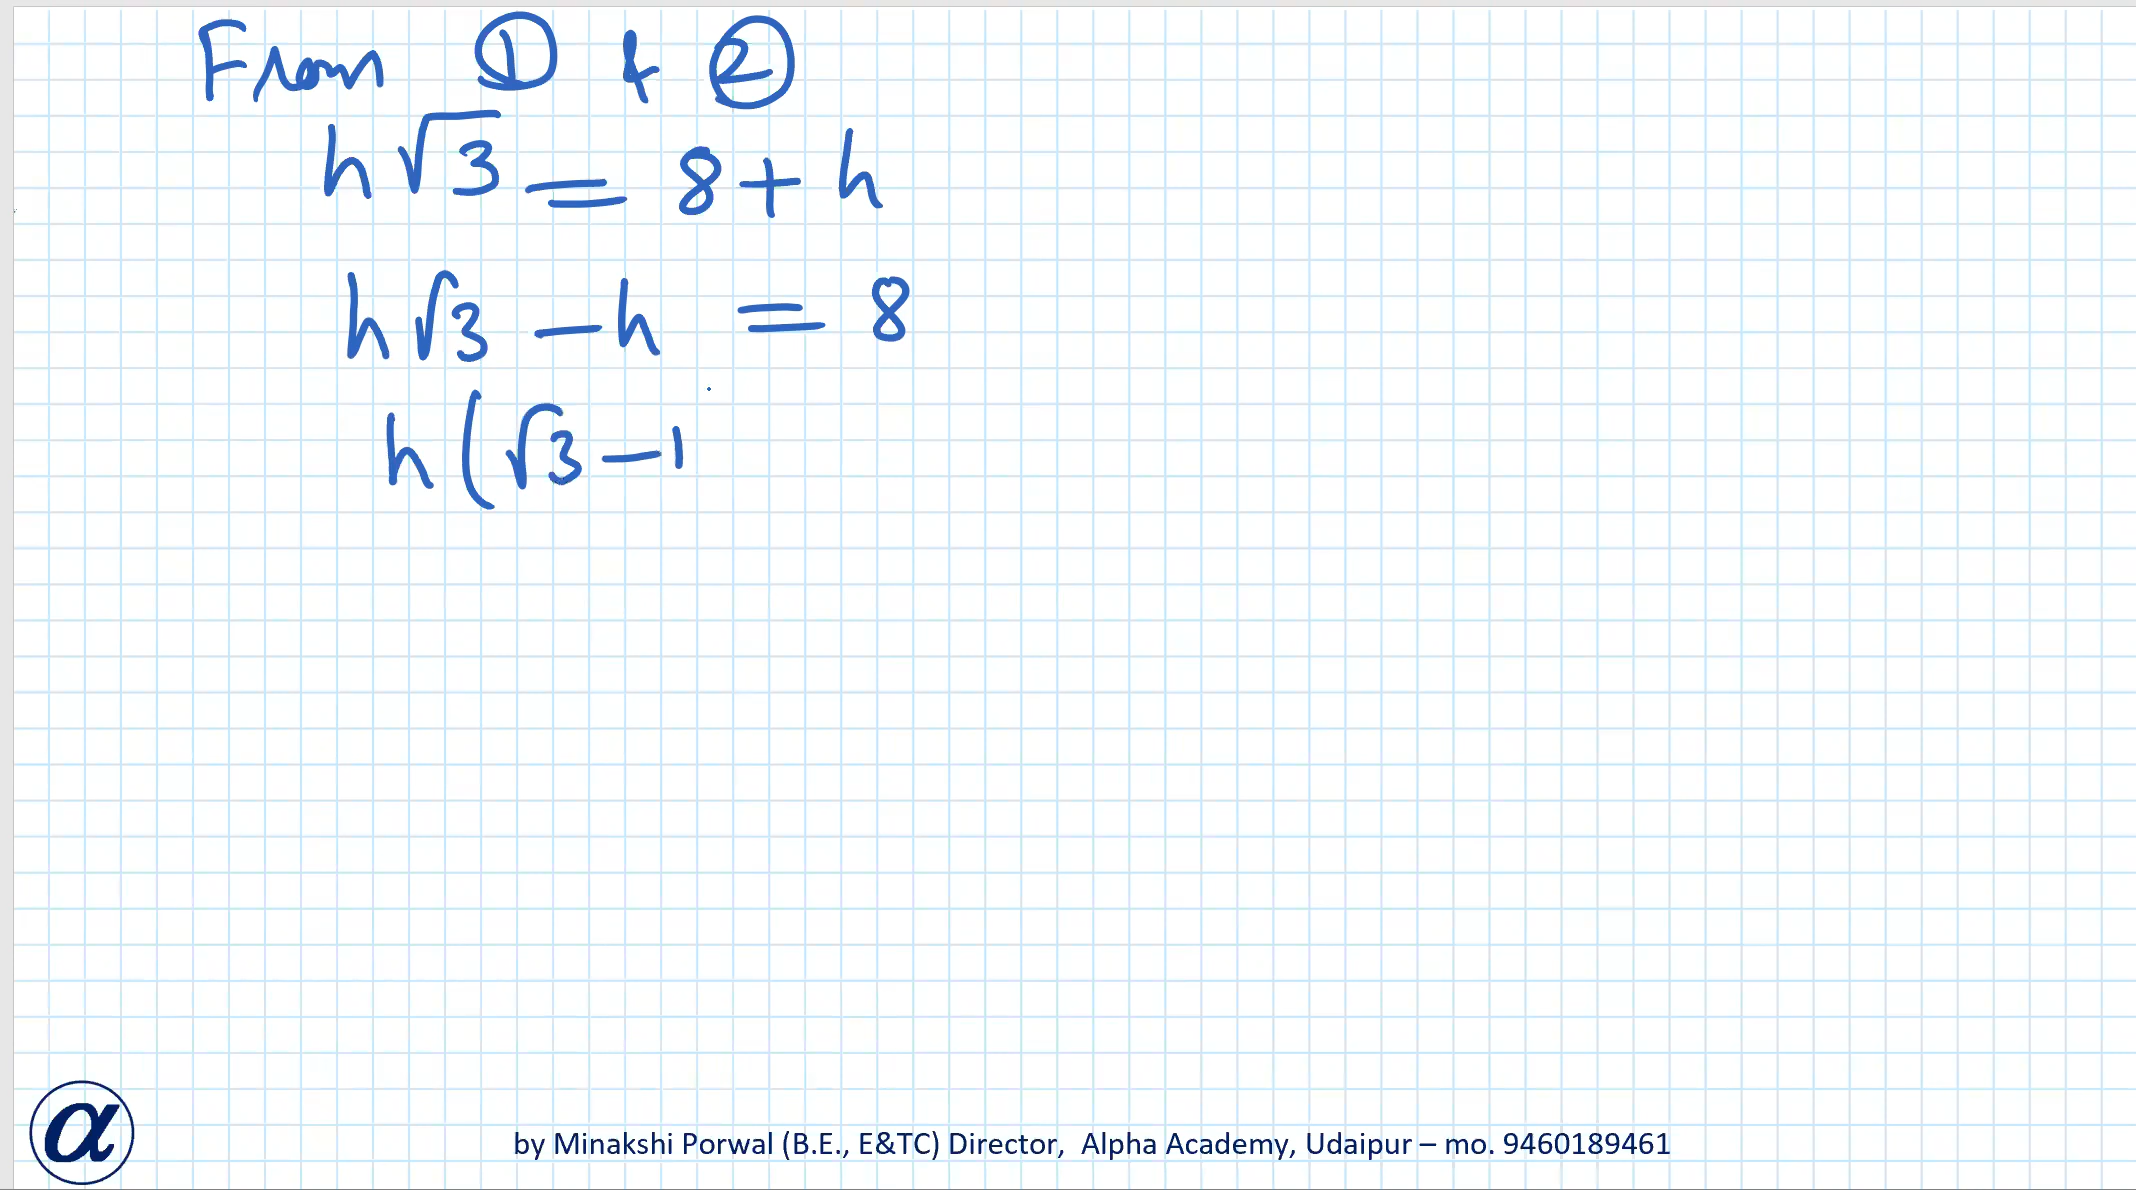 From ① & ②
h√3 = 8 + h
h√3 – h = 8
h(√3 – 1
α
by Minakshi Porwal (B.E., E&TC) Director, Alpha Academy, Udaipur – mo. 9460189461